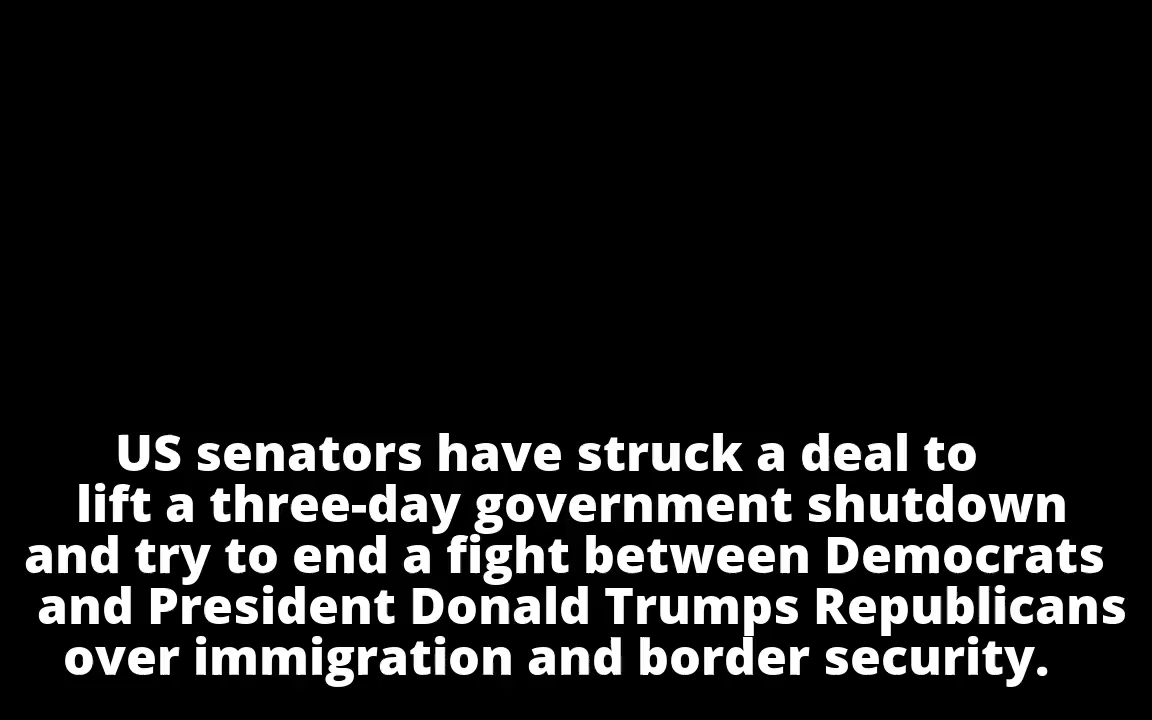 US senators have struck a deal to
lift a three-day government shutdown
and try to end a fight between Democrats
and President Donald Trumps Republicans
over immigration and border security.